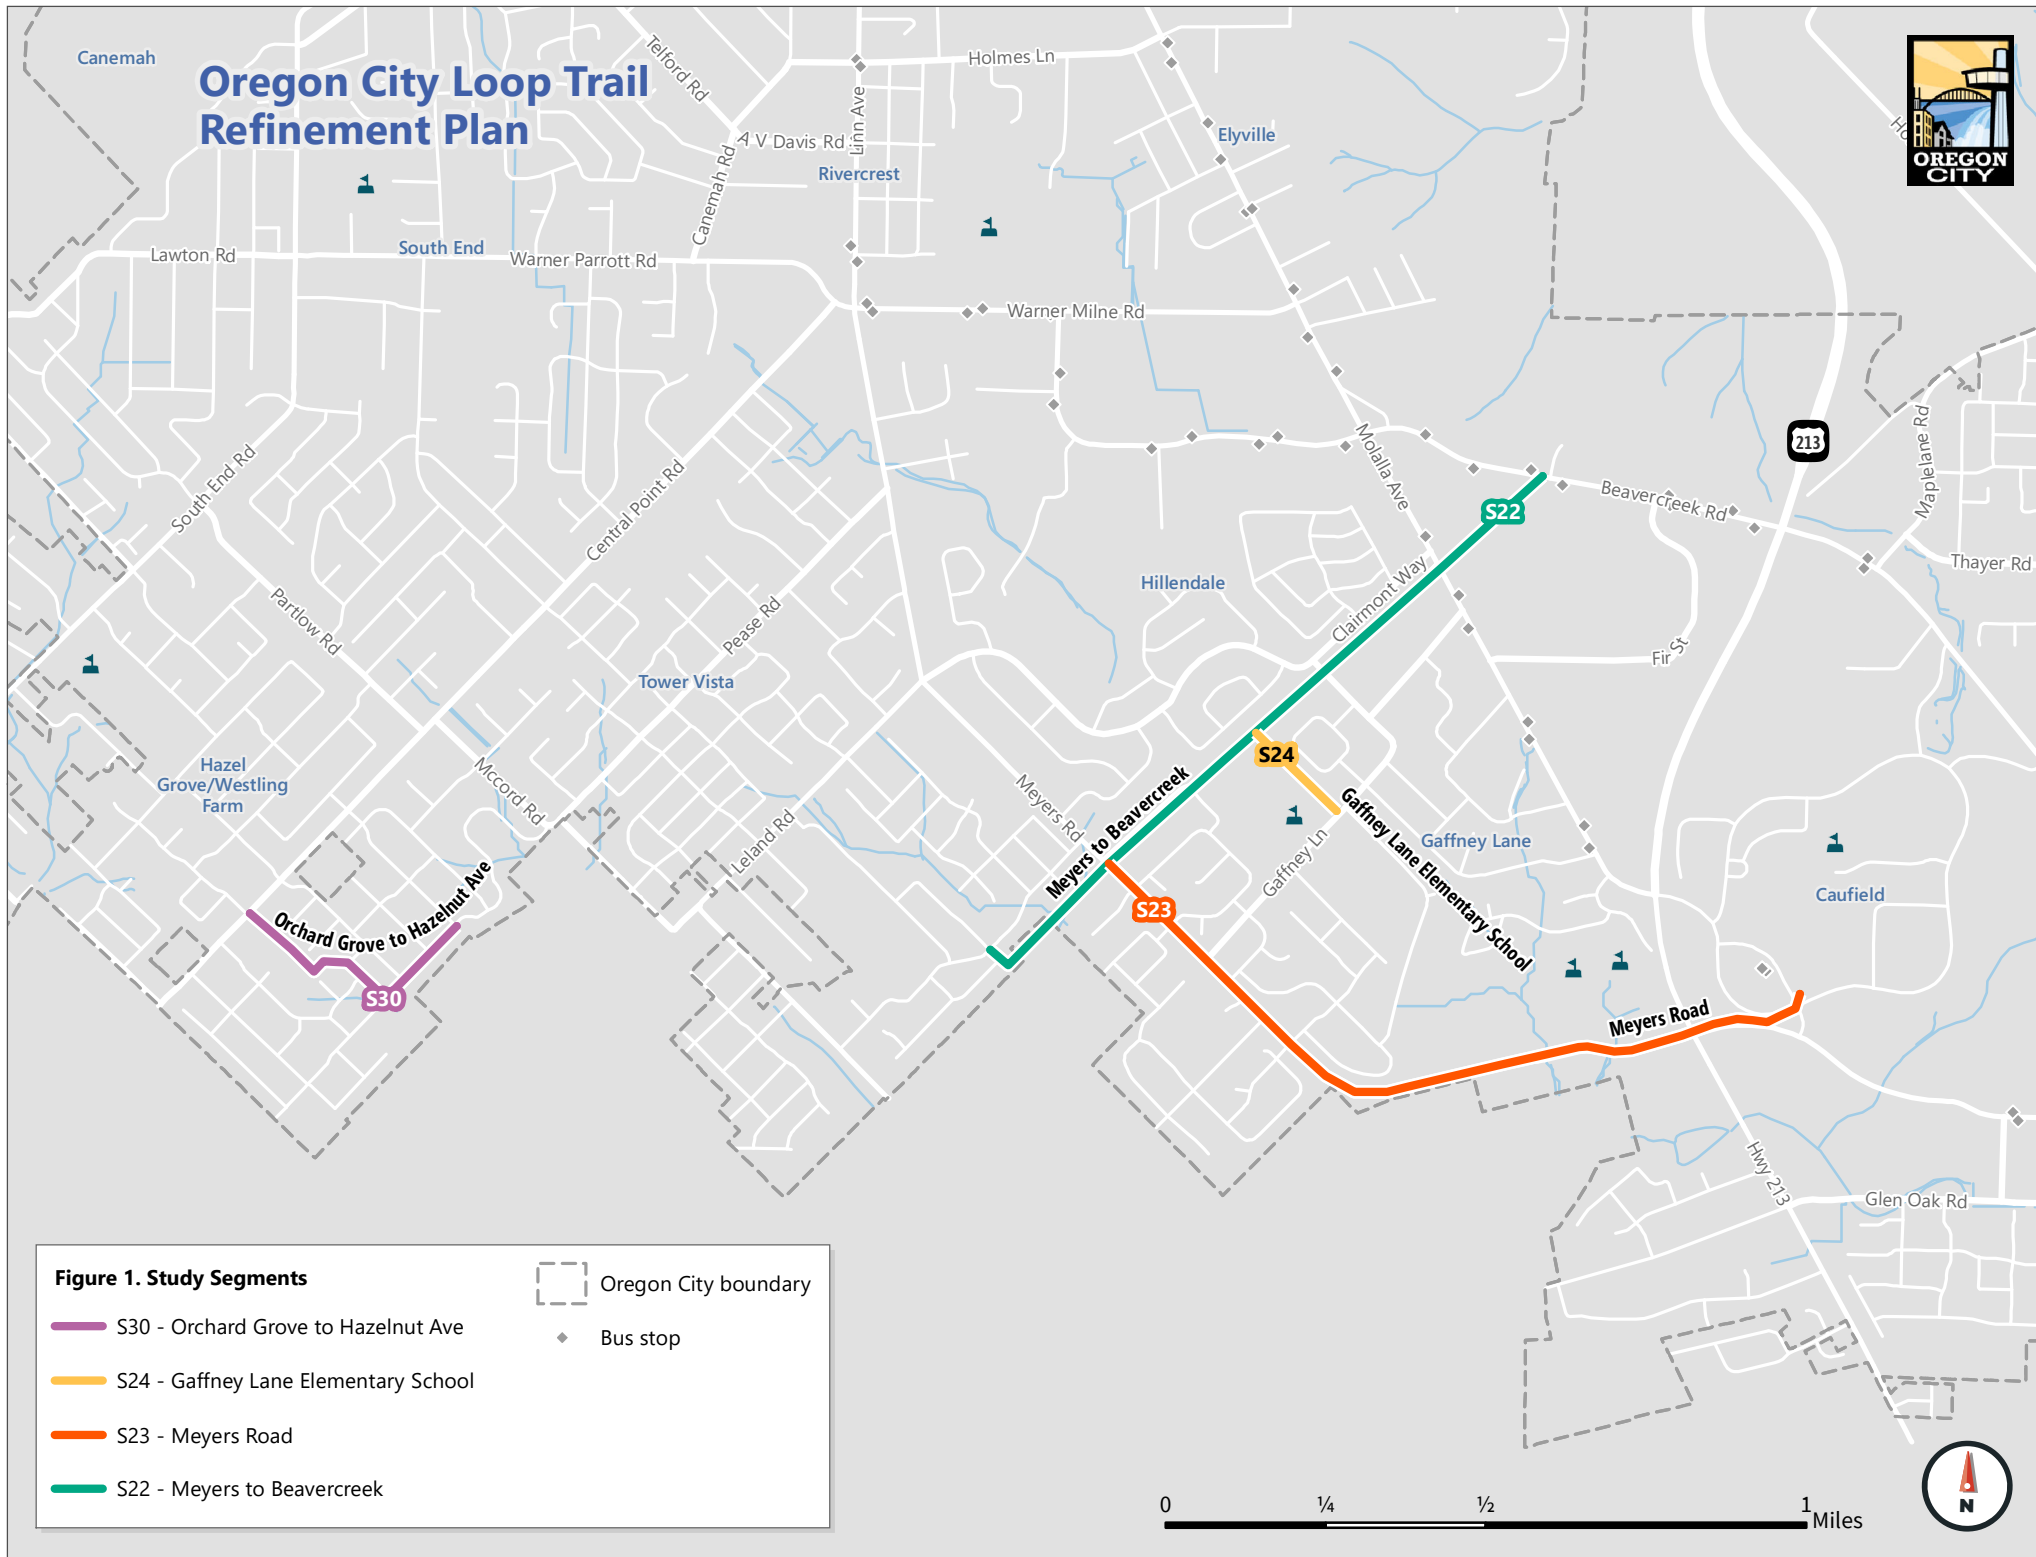 Canemah
Oregon City Loop Trail
Refinement Plan
Telford Rd
Holmes Ln
Linn Ave
A V Davis Rd
Canemah Rd
Rivercrest
Elyville
OREGON
CITY
Lawton Rd
South End
Warner Parrott Rd
Warner Milne Rd
213
Maplelane Rd
Molalla Ave
South End Rd
Central Point Rd
S22
Beavercreek Rd
Thayer Rd
Hillendale
Clairmont Way
Partlow Rd
Pease Rd
Fir St
Tower Vista
Hazel
Grove/Westling
Farm
Mccord Rd
Meyers Rd
Leland Rd
S24
Meyers to Beavercreek
Gaffney Lane Elementary School
Gaffney Ln
Gaffney Lane
Caufield
Orchard Grove to Hazelnut Ave
S23
S30
Meyers Road
Hwy 213
Glen Oak Rd
Figure 1. Study Segments
S30 - Orchard Grove to Hazelnut Ave
S24 - Gaffney Lane Elementary School
S23 - Meyers Road
S22 - Meyers to Beavercreek
Oregon City boundary
Bus stop
0 ¼ ½ 1
Miles
N